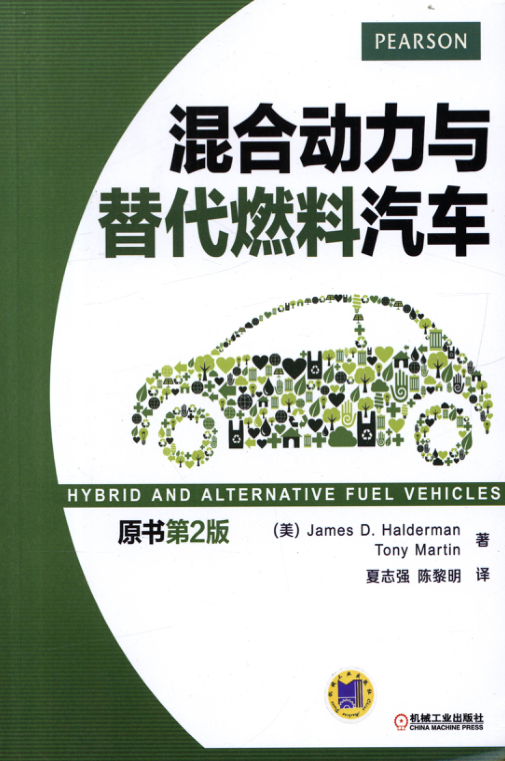 PEARSON
混合动力与
替代燃料汽车
HYBRID AND ALTERNATIVE FUEL VEHICLES
原书第2版
(美) James D. Halderman
Tony Martin
著
夏志强 陈黎明 译
机械工业出版社
CHINA MACHINE PRESS